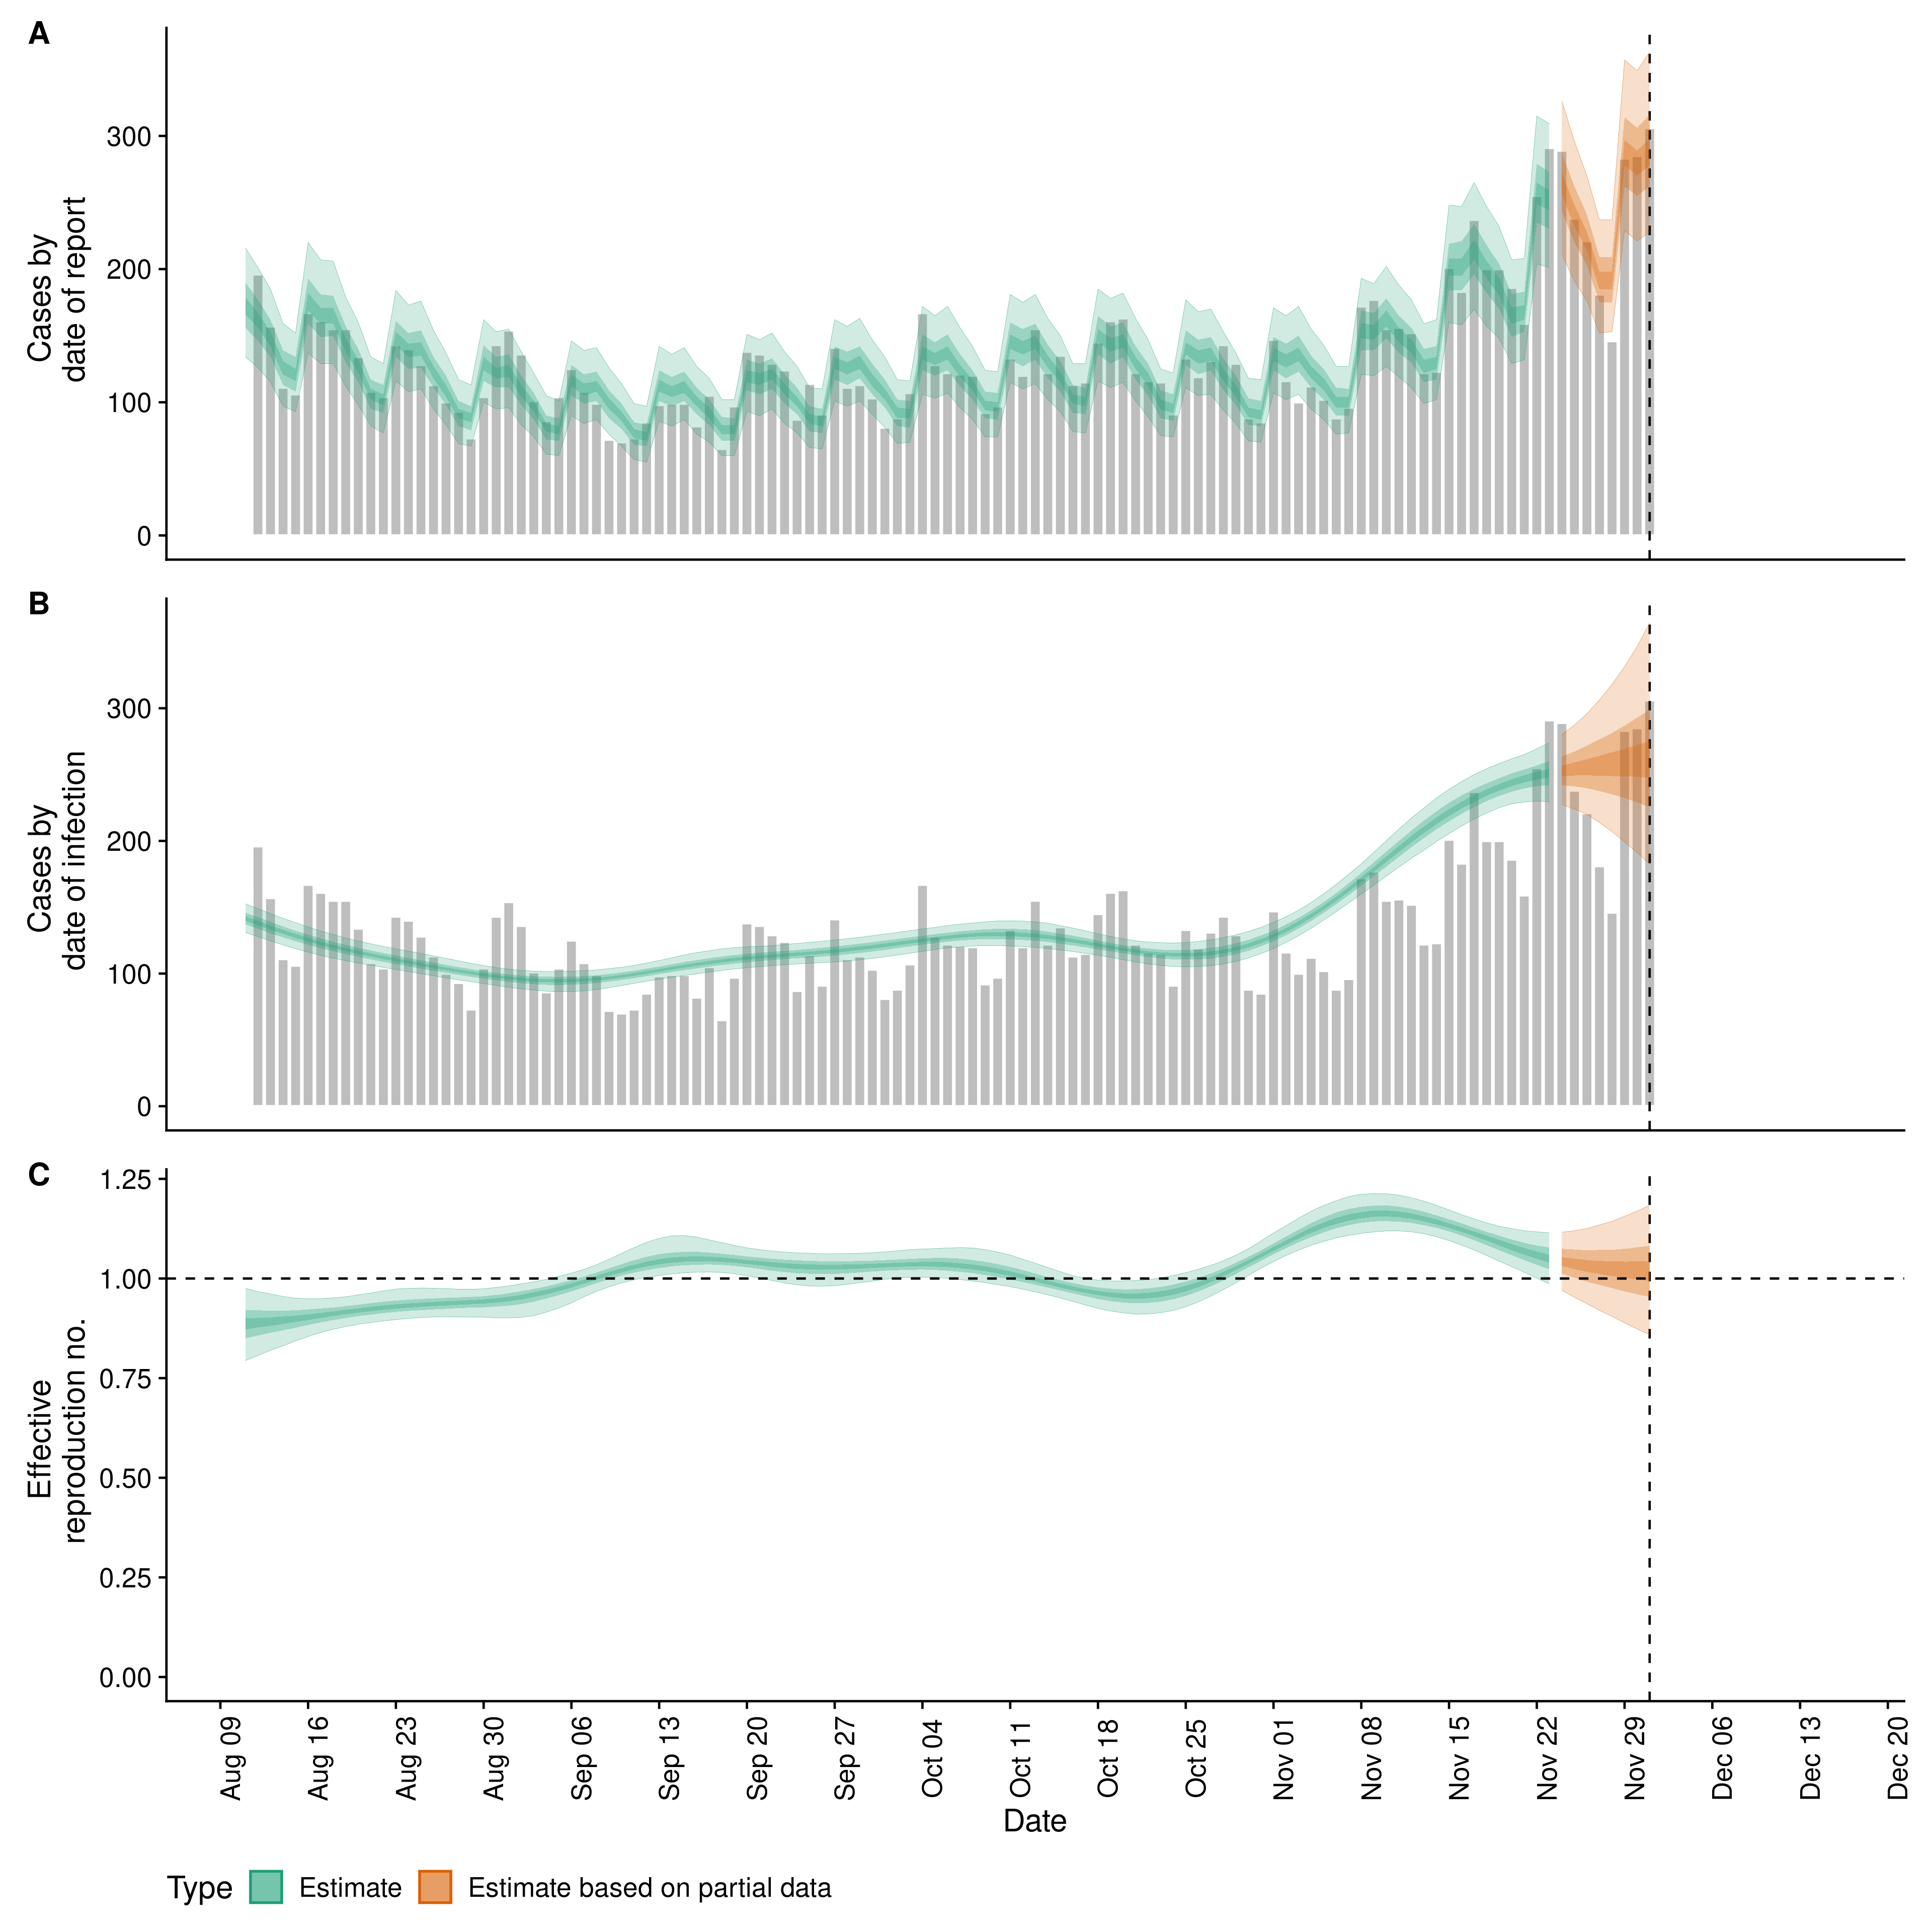 A
Cases by
date of report
300
200
100
0
B
Cases by
date of infection
300
200
100
0
C
Effective
reproduction no.
1.25
1.00
0.75
0.50
0.25
0.00
Aug 09
Aug 16
Aug 23
Aug 30
Sep 06
Sep 13
Sep 20
Sep 27
Oct 04
Oct 11
Oct 18
Oct 25
Nov 01
Nov 08
Nov 15
Nov 22
Nov 29
Dec 06
Dec 13
Dec 20
Date
Type Estimate Estimate based on partial data